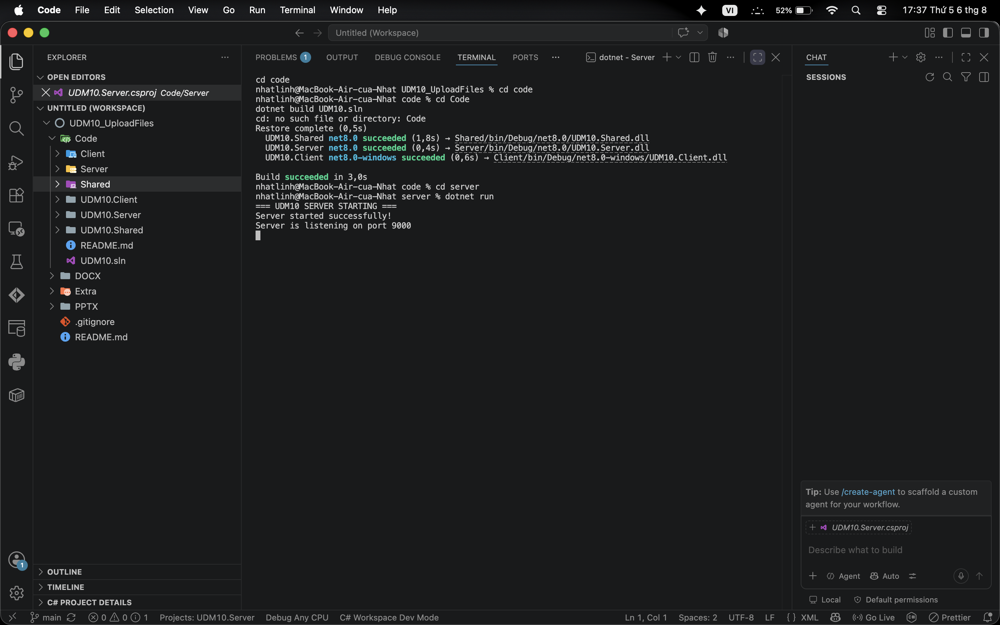 Code File Edit Selection View Go Run Terminal Window Help
VI 52% 17:37 Thứ 5 6 thg 8
Untitled (Workspace)
EXPLORER
OPEN EDITORS
UDM10.Server.csproj Code/Server
UNTITLED (WORKSPACE)
UDM10_UploadFiles
Code
Client
Server
Shared
UDM10.Client
UDM10.Server
UDM10.Shared
README.md
UDM10.sln
DOCX
Extra
PPTX
.gitignore
README.md
OUTLINE
TIMELINE
C# PROJECT DETAILS
PROBLEMS 1 OUTPUT DEBUG CONSOLE TERMINAL PORTS
dotnet - Server
cd code
nhatlinh@MacBook-Air-cua-Nhat UDM10_UploadFiles % cd code
nhatlinh@MacBook-Air-cua-Nhat code % cd Code
dotnet build UDM10.sln
cd: no such file or directory: Code
Restore complete (0,5s)
UDM10.Shared net8.0 succeeded (1,8s) → Shared/bin/Debug/net8.0/UDM10.Shared.dll
UDM10.Server net8.0 succeeded (0,4s) → Server/bin/Debug/net8.0/UDM10.Server.dll
UDM10.Client net8.0-windows succeeded (0,6s) → Client/bin/Debug/net8.0-windows/UDM10.Client.dll
Build succeeded in 3,0s
nhatlinh@MacBook-Air-cua-Nhat code % cd server
nhatlinh@MacBook-Air-cua-Nhat server % dotnet run
=== UDM10 SERVER STARTING ===
Server started successfully!
Server is listening on port 9000
CHAT
SESSIONS
Tip: Use /create-agent to scaffold a custom
agent for your workflow.
UDM10.Server.csproj
Describe what to build
Agent Auto
Local Default permissions
1
main 0 0 1 Projects: UDM10.Server Debug Any CPU C# Workspace Dev Mode
Ln 1, Col 1 Spaces: 2 UTF-8 LF { } XML Go Live C# Prettier